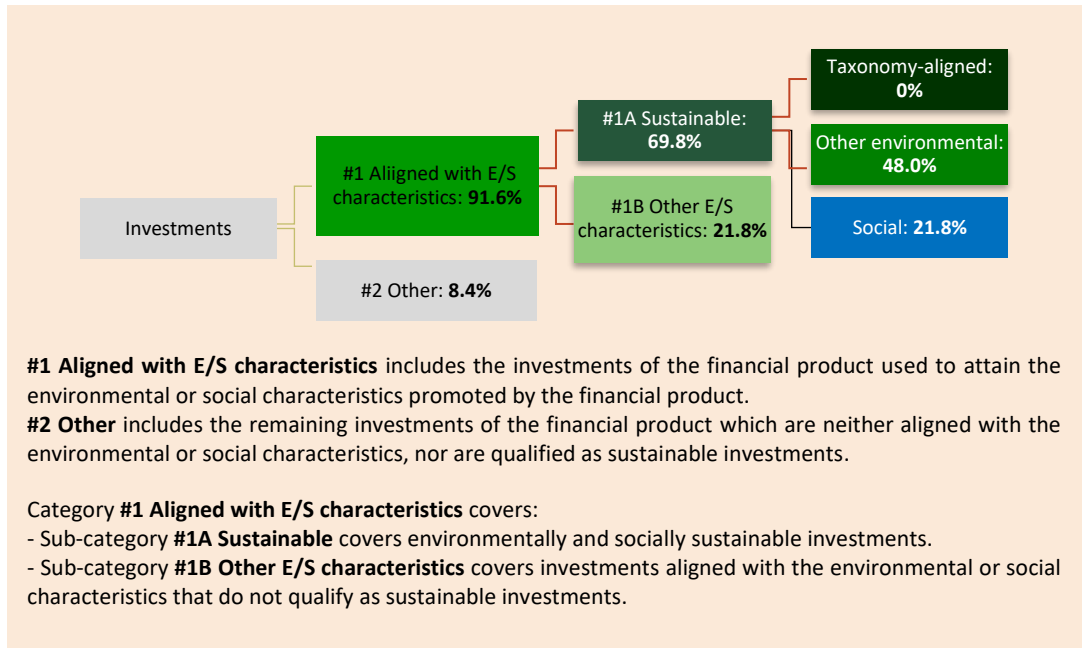 Taxonomy-aligned:
0%
#1A Sustainable:
69.8%
Other environmental:
48.0%
#1 Aliigned with E/S
characteristics: 91.6%
#1B Other E/S
characteristics: 21.8%
Investments
Social: 21.8%
#2 Other: 8.4%
#1 Aligned with E/S characteristics includes the investments of the financial product used to attain the
environmental or social characteristics promoted by the financial product.
#2 Other includes the remaining investments of the financial product which are neither aligned with the
environmental or social characteristics, nor are qualified as sustainable investments.
Category #1 Aligned with E/S characteristics covers:
- Sub-category #1A Sustainable covers environmentally and socially sustainable investments.
- Sub-category #1B Other E/S characteristics covers investments aligned with the environmental or social
characteristics that do not qualify as sustainable investments.